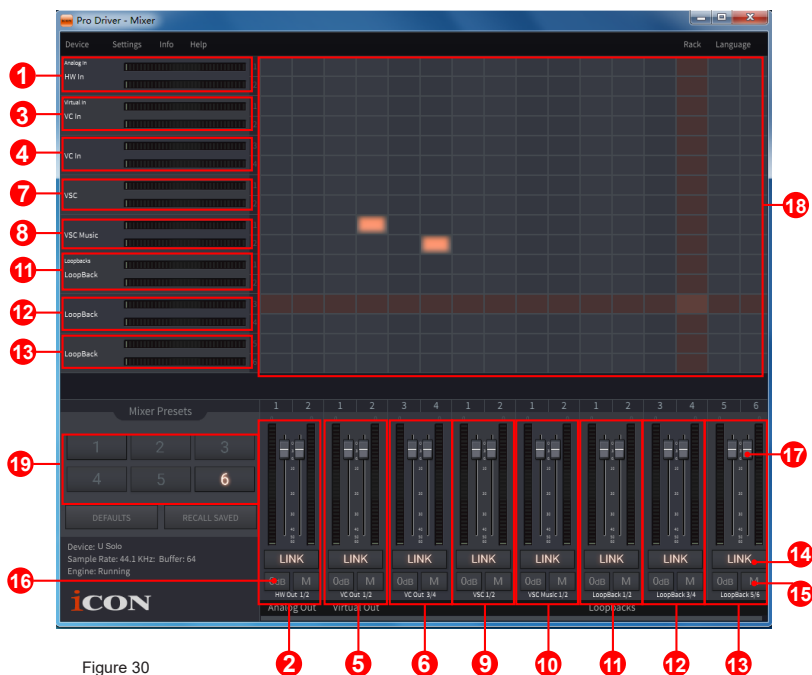 Pro Driver - Mixer
Device Settings Info Help Rack Language
Analog In
1 HW In
Virtual In
3 VC In
4 VC In
7 VSC
18
8 VSC Music
Loopbacks
11 LoopBack
12 LoopBack
13 LoopBack
1 2 1 2 3 4 1 2 1 2 1 2 3 4 5 6
Mixer Presets
19
1 2 3
17
4 5 6
DEFAULTS RECALL SAVED
Device: U Solo
Sample Rate: 44.1 KHz: Buffer: 64
Engine: Running
LINK LINK LINK LINK LINK LINK LINK LINK
14
16 0dB M 0dB M 0dB M 0dB M 0dB M 0dB M 0dB M 0dB M
15
HW Out 1/2 VC Out 1/2 VC Out 3/4 VSC 1/2 VSC Music 1/2 LoopBack 1/2 LoopBack 3/4 LoopBack 5/6
iCON
Analog Out Virtual Out Loopbacks
2 5 6 9 10 11 12 13
Figure 30